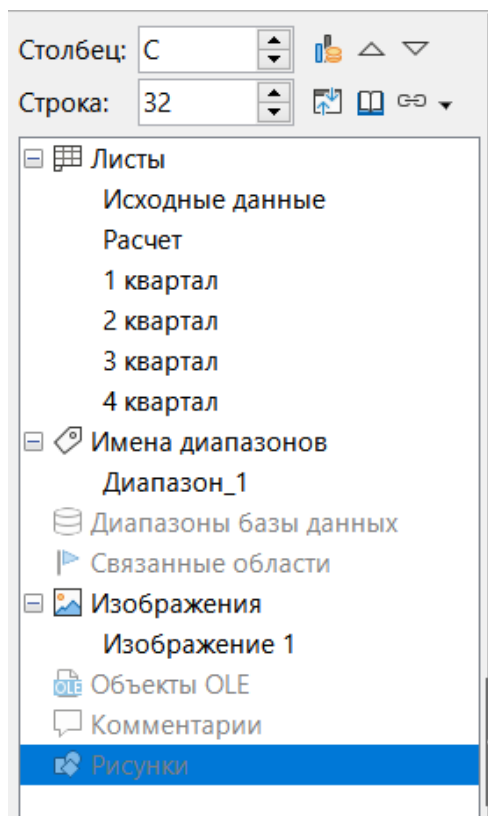 Столбец: C
Строка: 32
Листы
Исходные данные
Расчет
1 квартал
2 квартал
3 квартал
4 квартал
Имена диапазонов
Диапазон_1
Диапазоны базы данных
Связанные области
Изображения
Изображение 1
OLE Объекты OLE
Комментарии
Рисунки